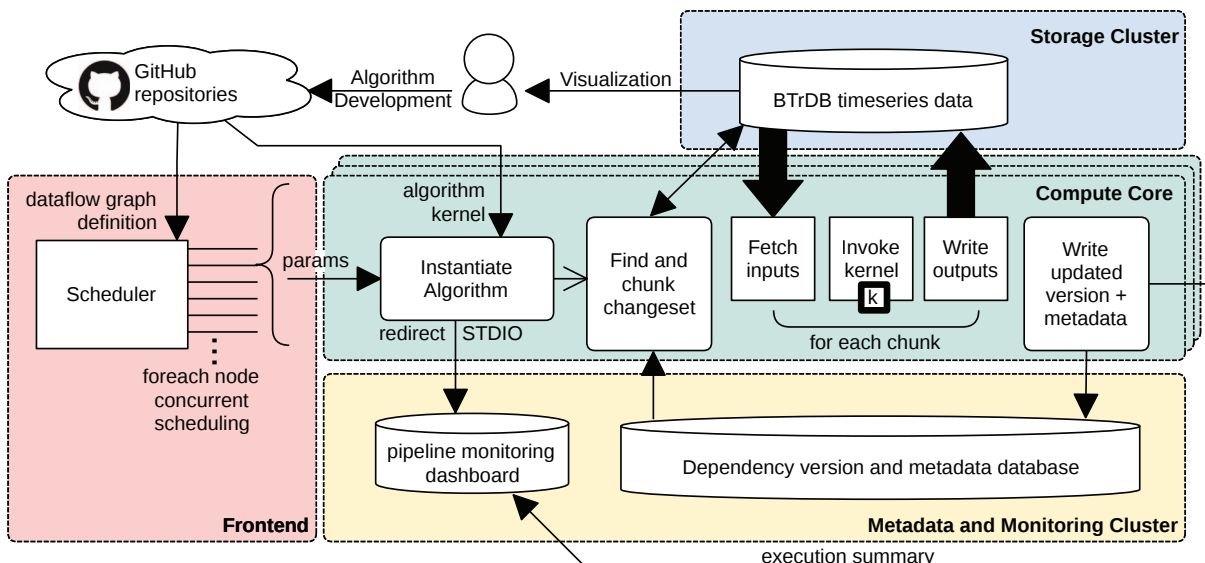 Storage Cluster
GitHub
repositories
Algorithm
Development
Visualization
BTrDB timeseries data
dataflow graph
definition
algorithm
kernel
Compute Core
Scheduler
params
Instantiate
Algorithm
Find and
chunk
changeset
Fetch
inputs
Invoke
kernel
k
Write
outputs
Write
updated
version +
metadata
redirect STDIO
for each chunk
foreach node
concurrent
scheduling
pipeline monitoring
dashboard
Dependency version and metadata database
Frontend
Metadata and Monitoring Cluster
execution summary